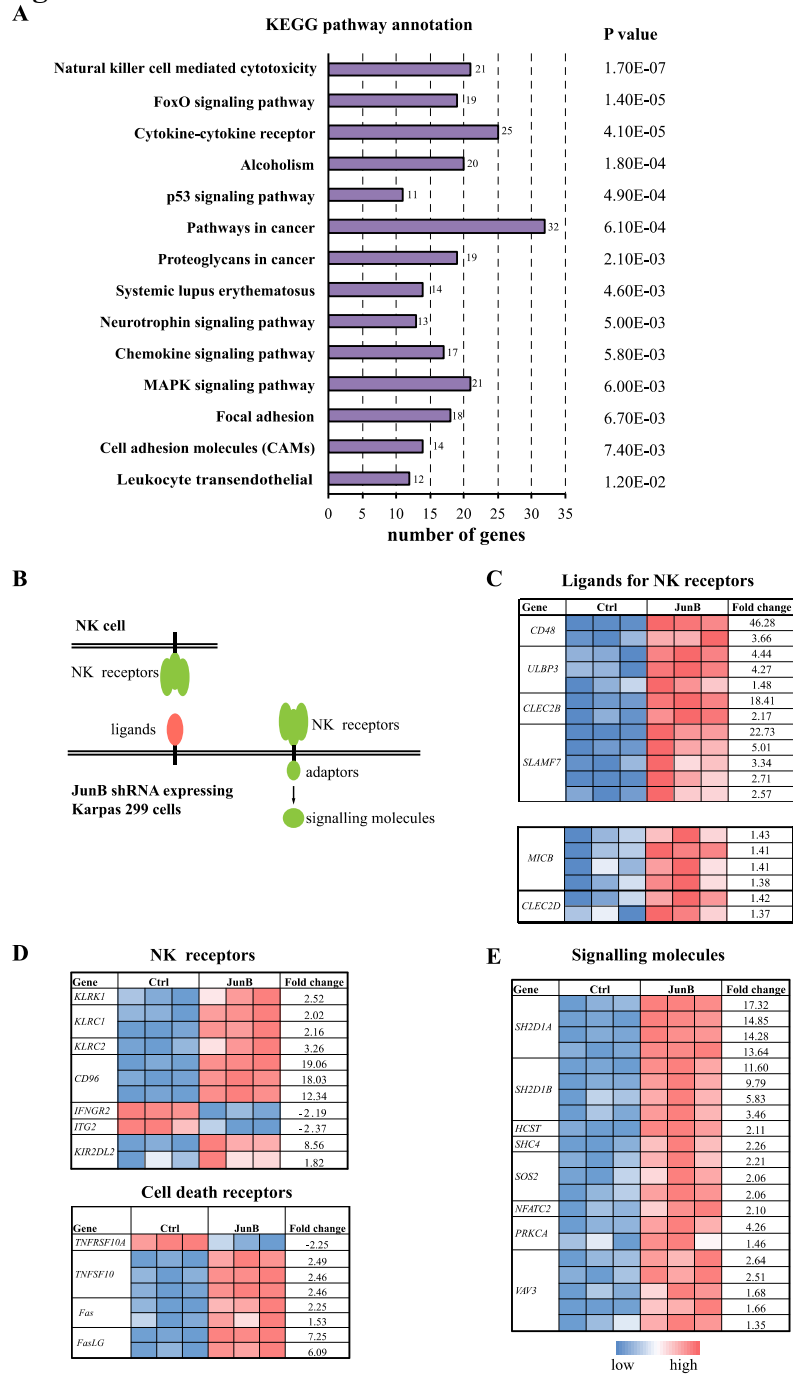 A
KEGG pathway annotation
P value
Natural killer cell mediated cytotoxicity 21 1.70E-07
FoxO signaling pathway 19 1.40E-05
Cytokine-cytokine receptor 25 4.10E-05
Alcoholism 20 1.80E-04
p53 signaling pathway 11 4.90E-04
Pathways in cancer 32 6.10E-04
Proteoglycans in cancer 19 2.10E-03
Systemic lupus erythematosus 14 4.60E-03
Neurotrophin signaling pathway 13 5.00E-03
Chemokine signaling pathway 17 5.80E-03
MAPK signaling pathway 21 6.00E-03
Focal adhesion 18 6.70E-03
Cell adhesion molecules (CAMs) 14 7.40E-03
Leukocyte transendothelial 12 1.20E-02
0 5 10 15 20 25 30 35
number of genes
B
NK cell
NK receptors
ligands
NK receptors
adaptors
JunB shRNA expressing
Karpas 299 cells
signalling molecules
C
Ligands for NK receptors
Gene Ctrl JunB Fold change
CD48 46.28
3.66
ULBP3 4.44
4.27
1.48
CLEC2B 18.41
2.17
SLAMF7 22.73
5.01
3.34
2.71
2.57
MICB 1.43
1.41
1.41
1.38
CLEC2D 1.42
1.37
D
NK receptors
Gene Ctrl JunB Fold change
KLRK1 2.52
KLRC1 2.02
2.16
KLRC2 3.26
CD96 19.06
18.03
12.34
IFNGR2 -2.19
ITG2 -2.37
KIR2DL2 8.56
1.82
Cell death receptors
Gene Ctrl JunB Fold change
TNFRSF10A -2.25
TNFSF10 2.49
2.46
2.46
Fas 2.25
1.53
FasLG 7.25
6.09
E
Signalling molecules
Gene Ctrl JunB Fold change
SH2D1A 17.32
14.85
14.28
13.64
SH2D1B 11.60
9.79
5.83
3.46
HCST 2.11
SHC4 2.26
SOS2 2.21
2.06
2.06
NFATC2 2.10
PRKCA 4.26
1.46
VAV3 2.64
2.51
1.68
1.66
1.35
low high